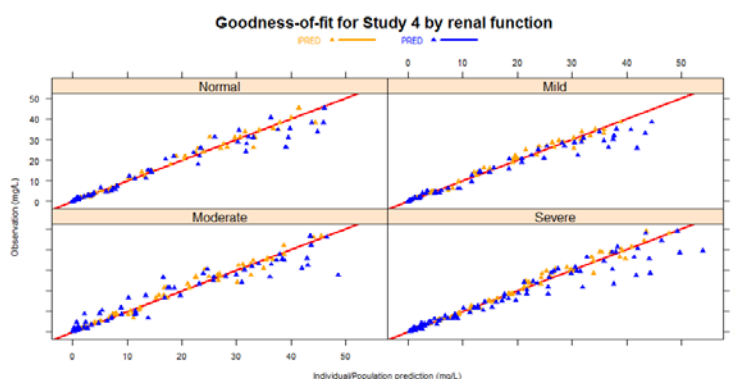 Goodness-of-fit for Study 4 by renal function
IPRED PRED
0 10 20 30 40 50
Normal Mild
50
40
30
20
10
0
Observation (mg/L)
Moderate Severe
0 10 20 30 40 50
Individual/Population prediction (mg/L)